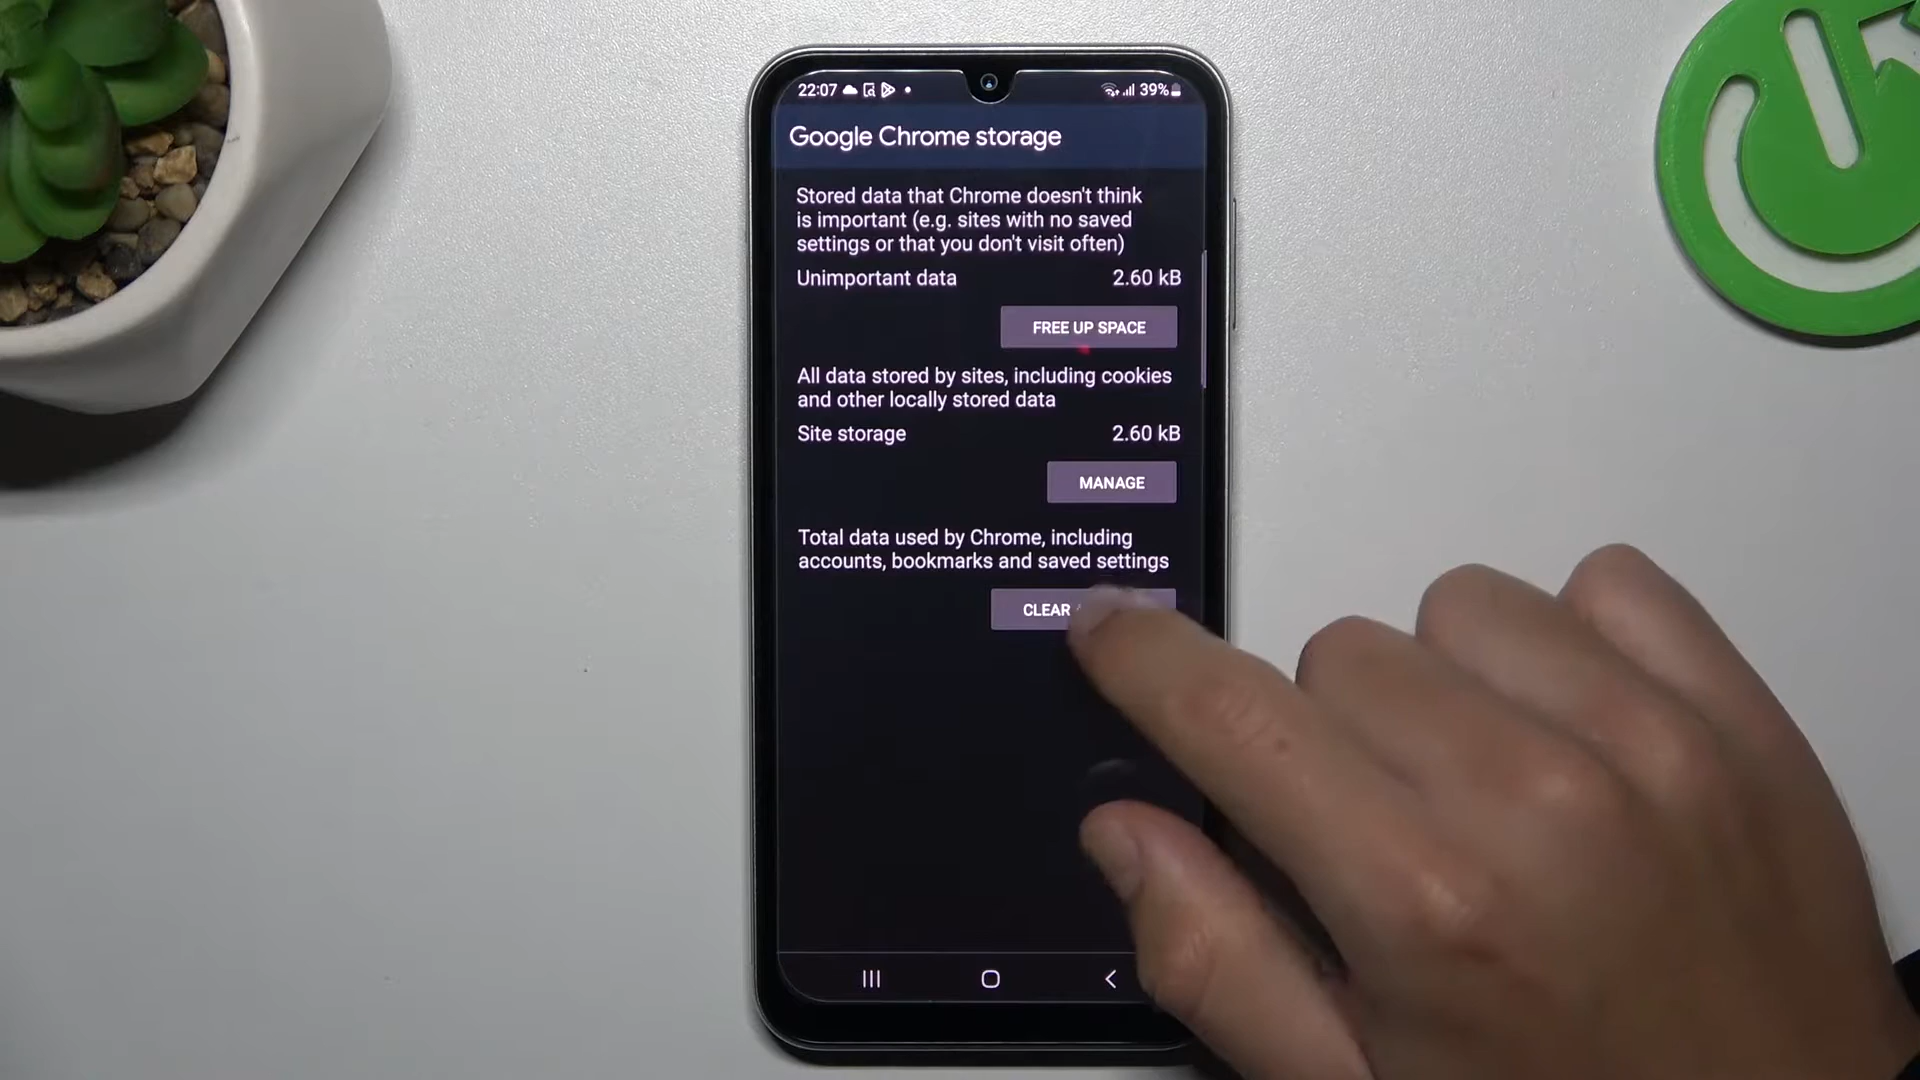 22:07
39%
Google Chrome storage
Stored data that Chrome doesn't think
is important (e.g. sites with no saved
settings or that you don't visit often)
Unimportant data 2.60 kB
FREE UP SPACE
All data stored by sites, including cookies
and other locally stored data
Site storage 2.60 kB
MANAGE
Total data used by Chrome, including
accounts, bookmarks and saved settings
CLEAR